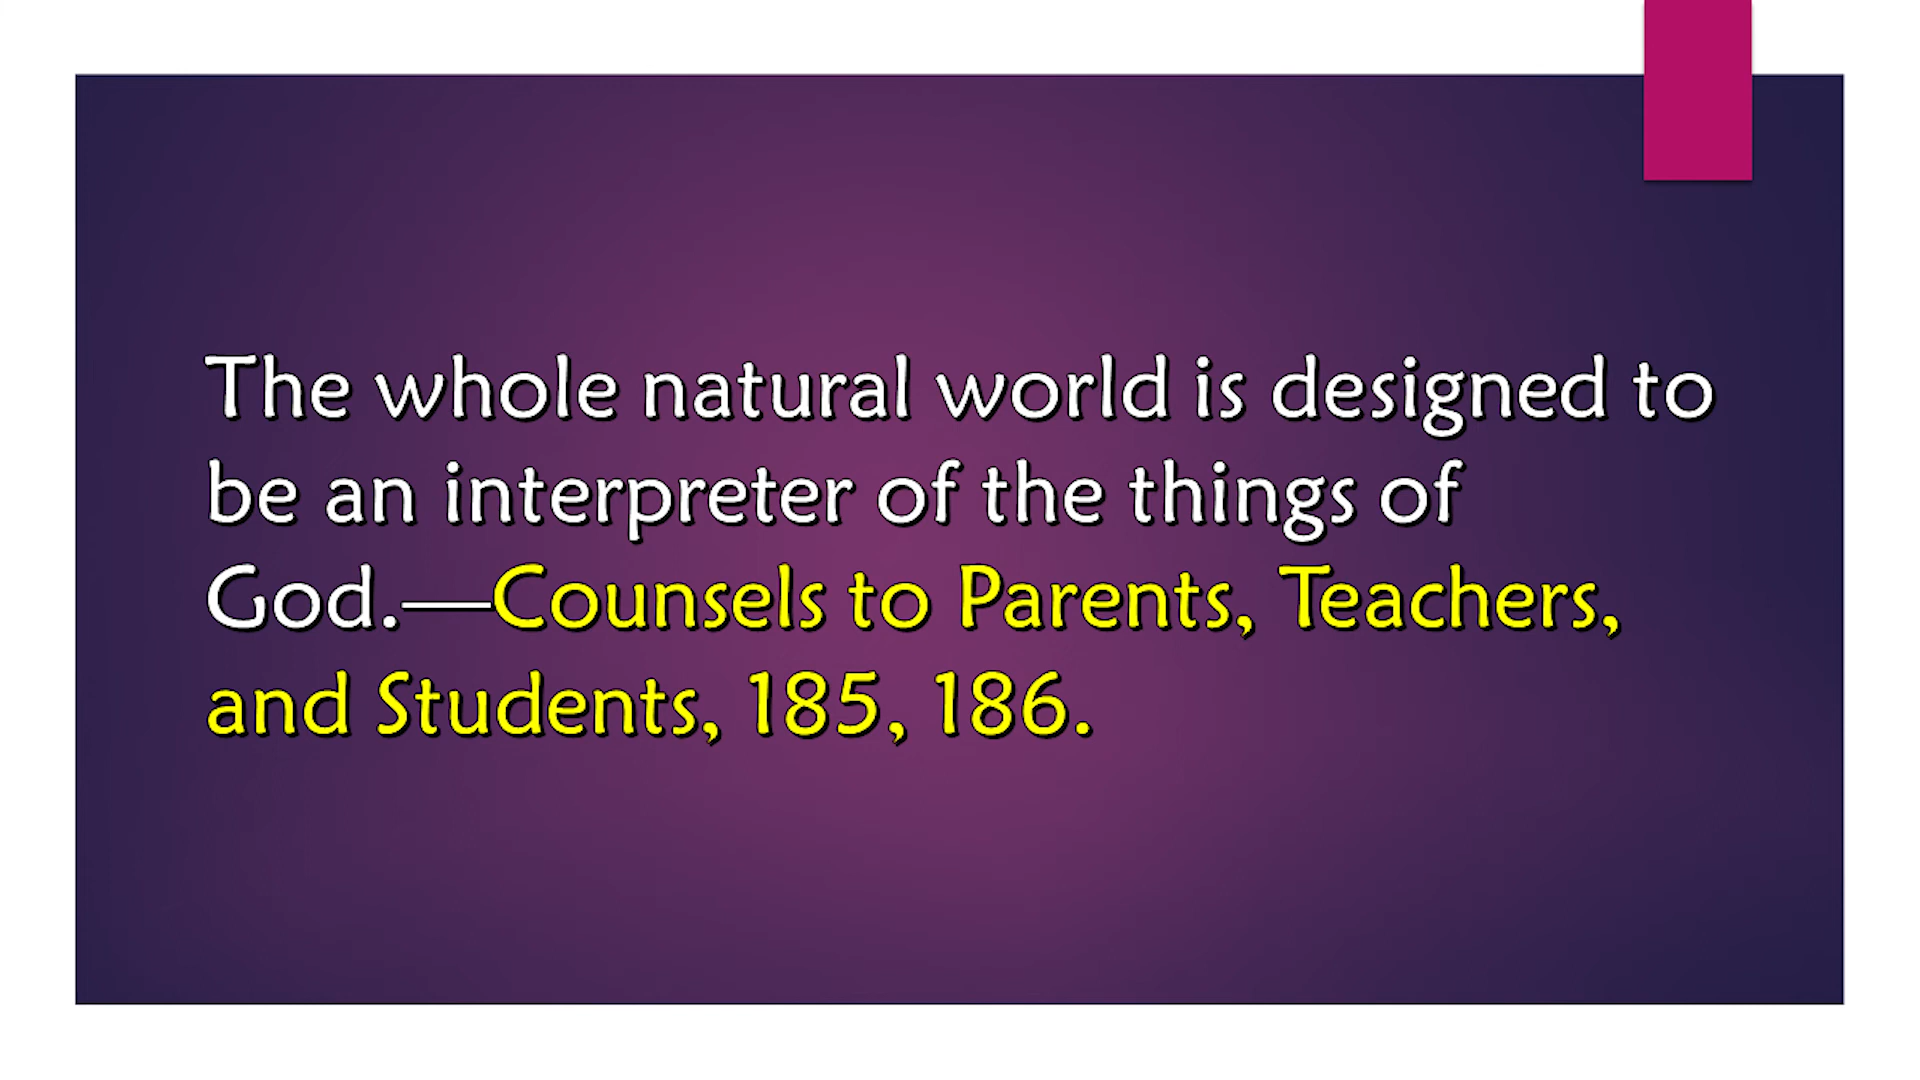 The whole natural world is designed to
be an interpreter of the things of
God.—Counsels to Parents, Teachers,
and Students, 185, 186.